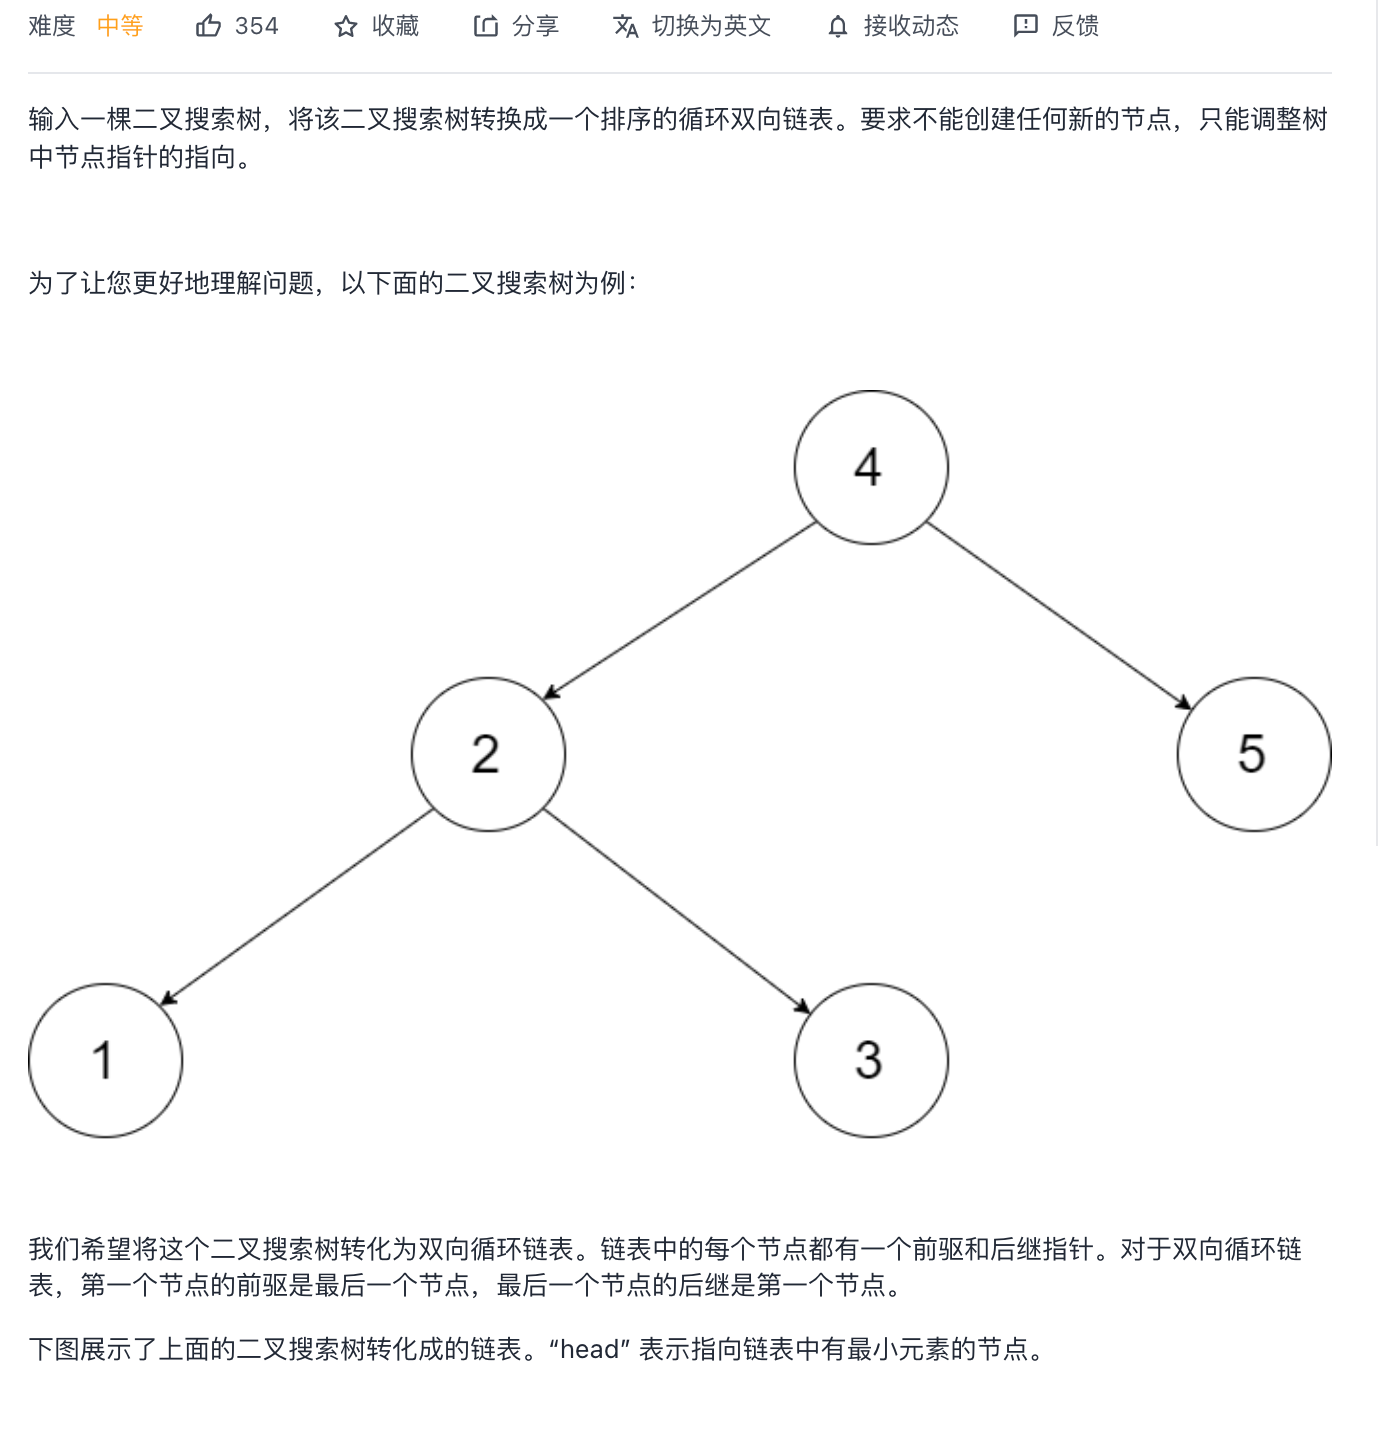 难度 中等 354 收藏 分享 切换为英文 接收动态 反馈
输入一棵二叉搜索树，将该二叉搜索树转换成一个排序的循环双向链表。要求不能创建任何新的节点，只能调整树
中节点指针的指向。
为了让您更好地理解问题，以下面的二叉搜索树为例：
4
2 5
1 3
我们希望将这个二叉搜索树转化为双向循环链表。链表中的每个节点都有一个前驱和后继指针。对于双向循环链
表，第一个节点的前驱是最后一个节点，最后一个节点的后继是第一个节点。
下图展示了上面的二叉搜索树转化成的链表。“head” 表示指向链表中有最小元素的节点。